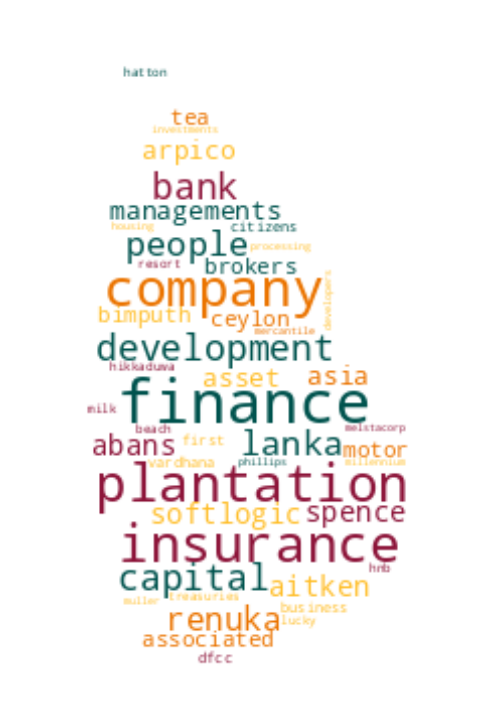 hatton
tea
investments
arpico
bank
managements
housing citizens
people processing
resort brokers
company developers
bimputh ceylon
mercantile
development
hikkaduwa
asset asia
milk finance
beach melstacorp
abans first lanka motor
vardhana phillips millennium
plantation
softlogic spence
insurance
hnb
capital aitken
muller treasuries
business
renuka lucky
associated
dfcc